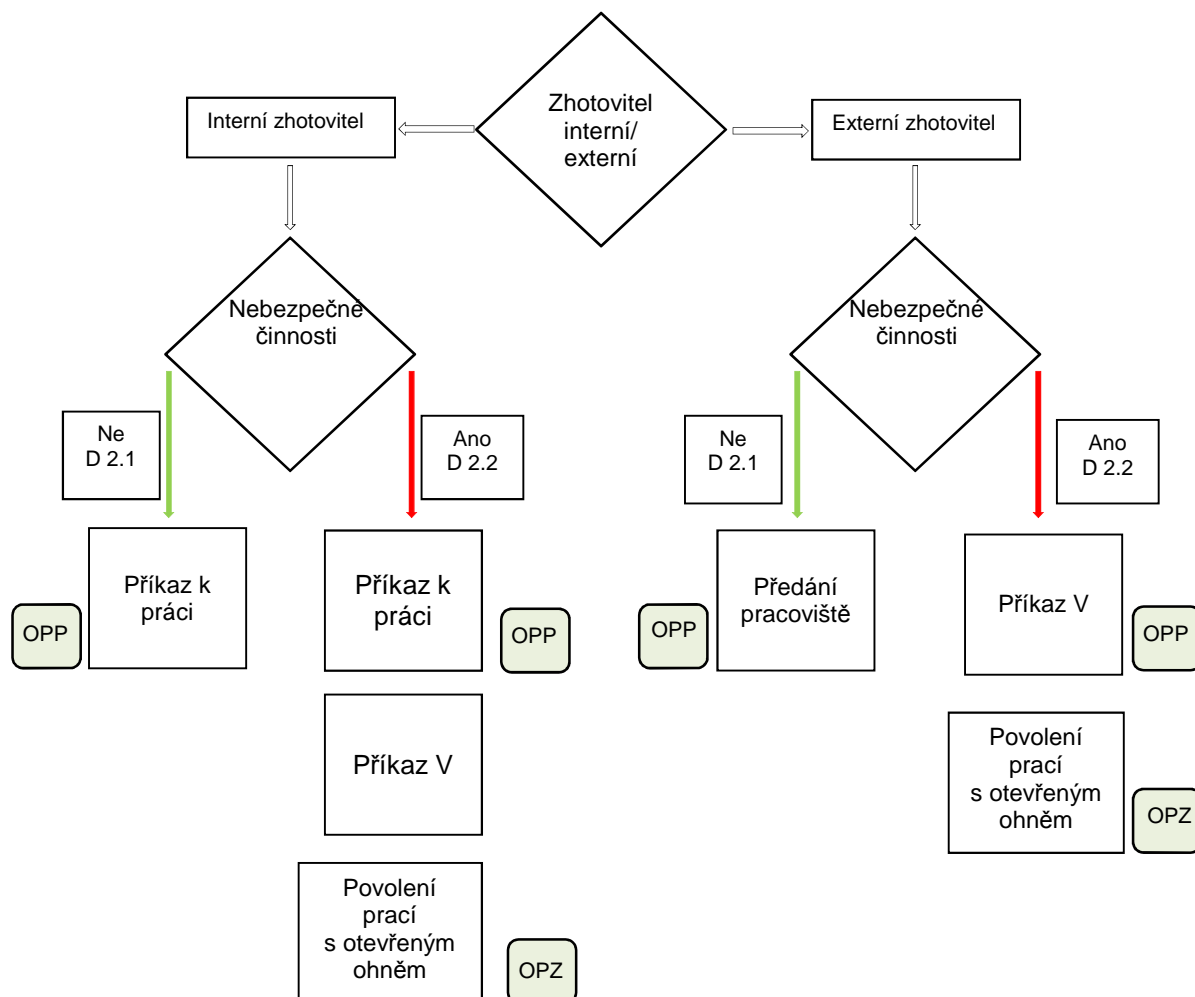 Zhotovitel
interní/
externí
Interní zhotovitel
Externí zhotovitel
Nebezpečné
činnosti
Nebezpečné
činnosti
Ne
D 2.1
Ano
D 2.2
Ne
D 2.1
Ano
D 2.2
Příkaz k
práci
OPP
Příkaz k
práci
OPP
Předání
pracoviště
OPP
Příkaz V
OPP
Příkaz V
Povolení
prací
s otevřeným
ohněm
OPZ
Povolení
prací
s otevřeným
ohněm
OPZ